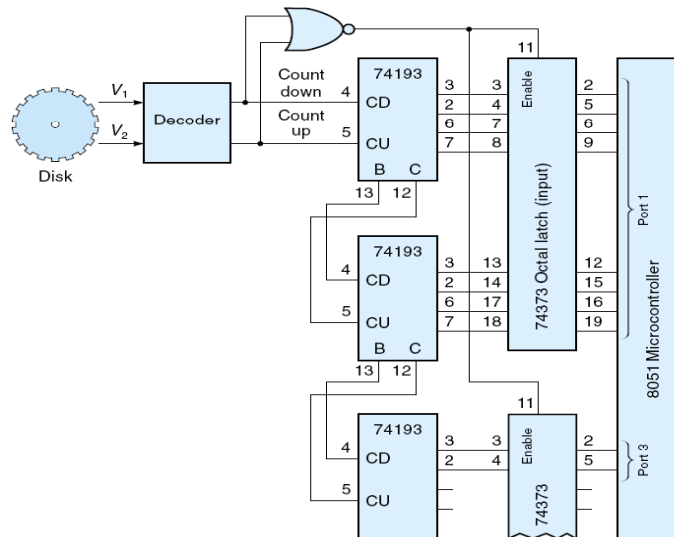 11
74193
Count
down
4
CD
3
2
6
7
3
4
7
8
Enable
2
5
6
9
V1
V2
Decoder
Disk
Count
up
5
CU
B
C
13
12
74373 Octal latch (input)
Port 1
8051 Microcontroller
74193
4
CD
5
CU
B
C
3
2
6
7
13
14
17
18
12
15
16
19
13
12
11
74193
4
CD
5
CU
3
2
3
4
Enable
74373
2
5
Port 3